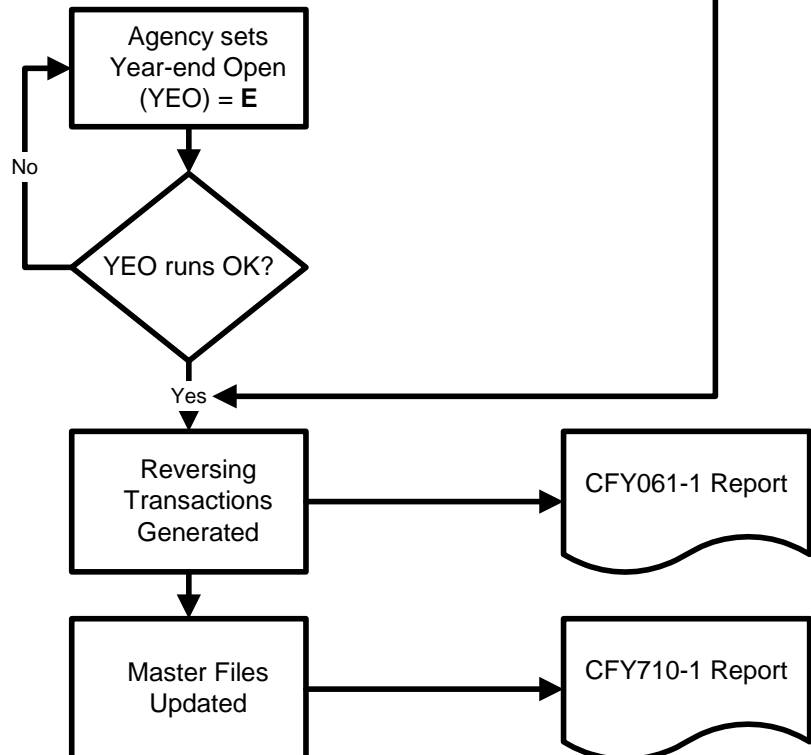 Agency sets
Year-end Open
(YEO) = E
No
YEO runs OK?
Yes
Reversing
Transactions
Generated
CFY061-1 Report
Master Files
Updated
CFY710-1 Report